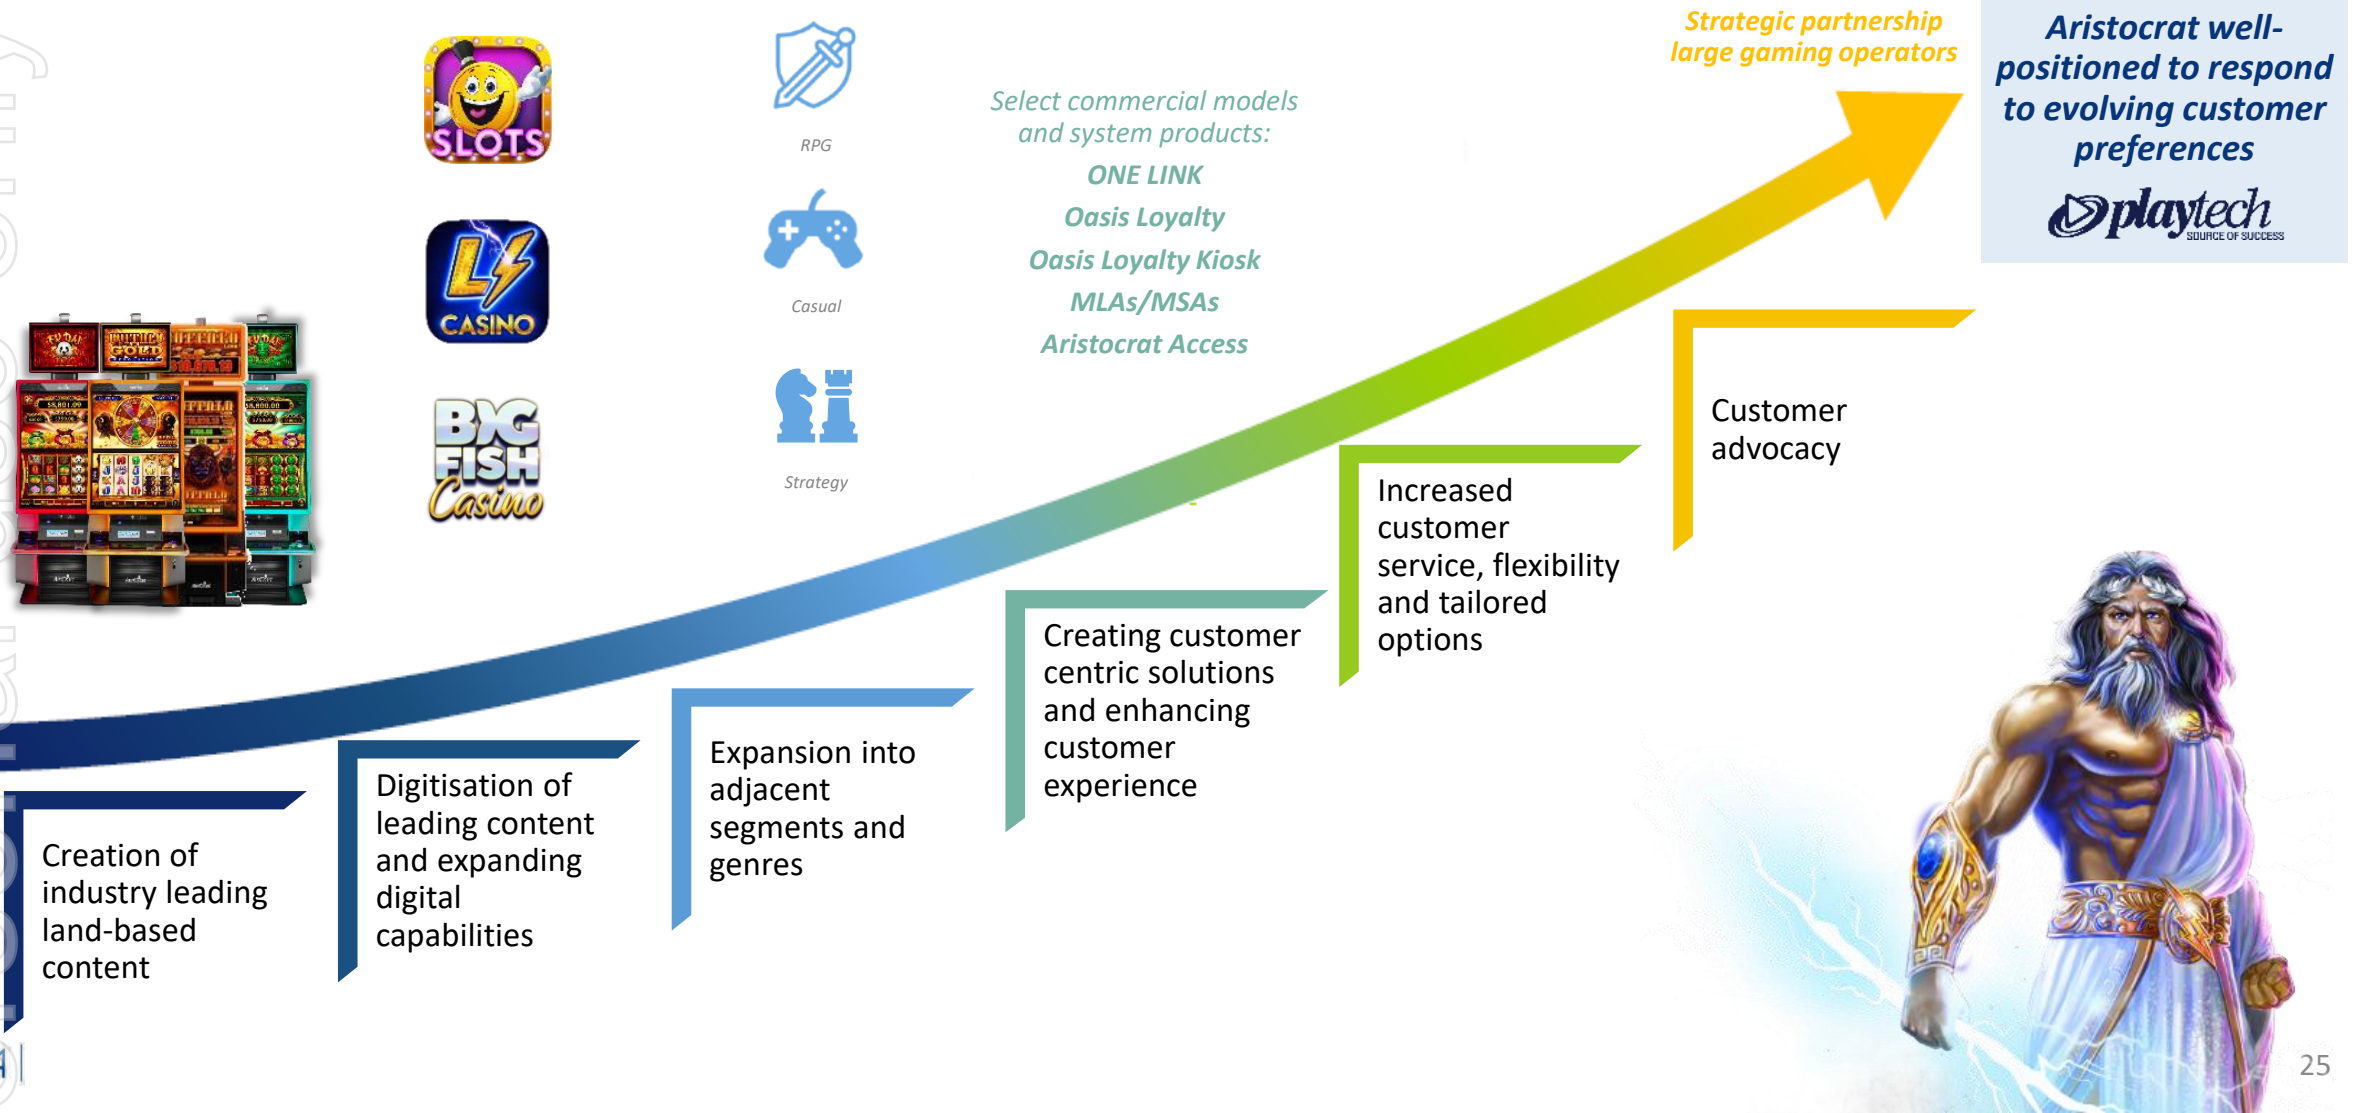 Strategic partnership
large gaming operators
Aristocrat well-
positioned to respond
to evolving customer
preferences
playtech
SOURCE OF SUCCESS
SLOTS
CASINO
BIG
FISH
Casino
RPG
Casual
Strategy
Select commercial models
and system products:
ONE LINK
Oasis Loyalty
Oasis Loyalty Kiosk
MLAs/MSAs
Aristocrat Access
BUFFALO
GOLD
Creation of
industry leading
land-based
content
Digitisation of
leading content
and expanding
digital
capabilities
Expansion into
adjacent
segments and
genres
Creating customer
centric solutions
and enhancing
customer
experience
Increased
customer
service, flexibility
and tailored
options
Customer
advocacy
25